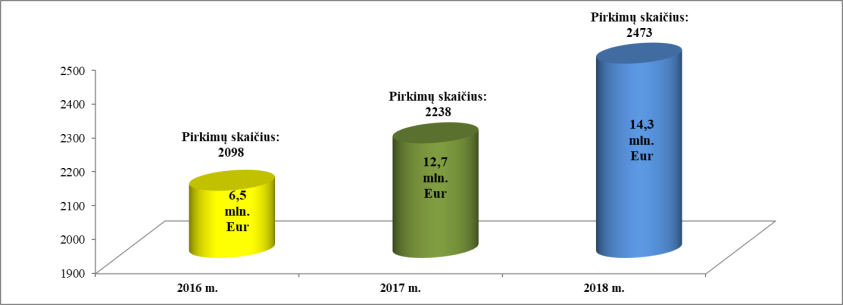 Pirkimų skaičius:
2473
Pirkimų skaičius:
2238
Pirkimų skaičius:
2098
2500
2400
2300
2200
2100
2000
1900
6,5
mln.
Eur
12,7
mln.
Eur
14,3
mln.
Eur
2016 m.
2017 m.
2018 m.